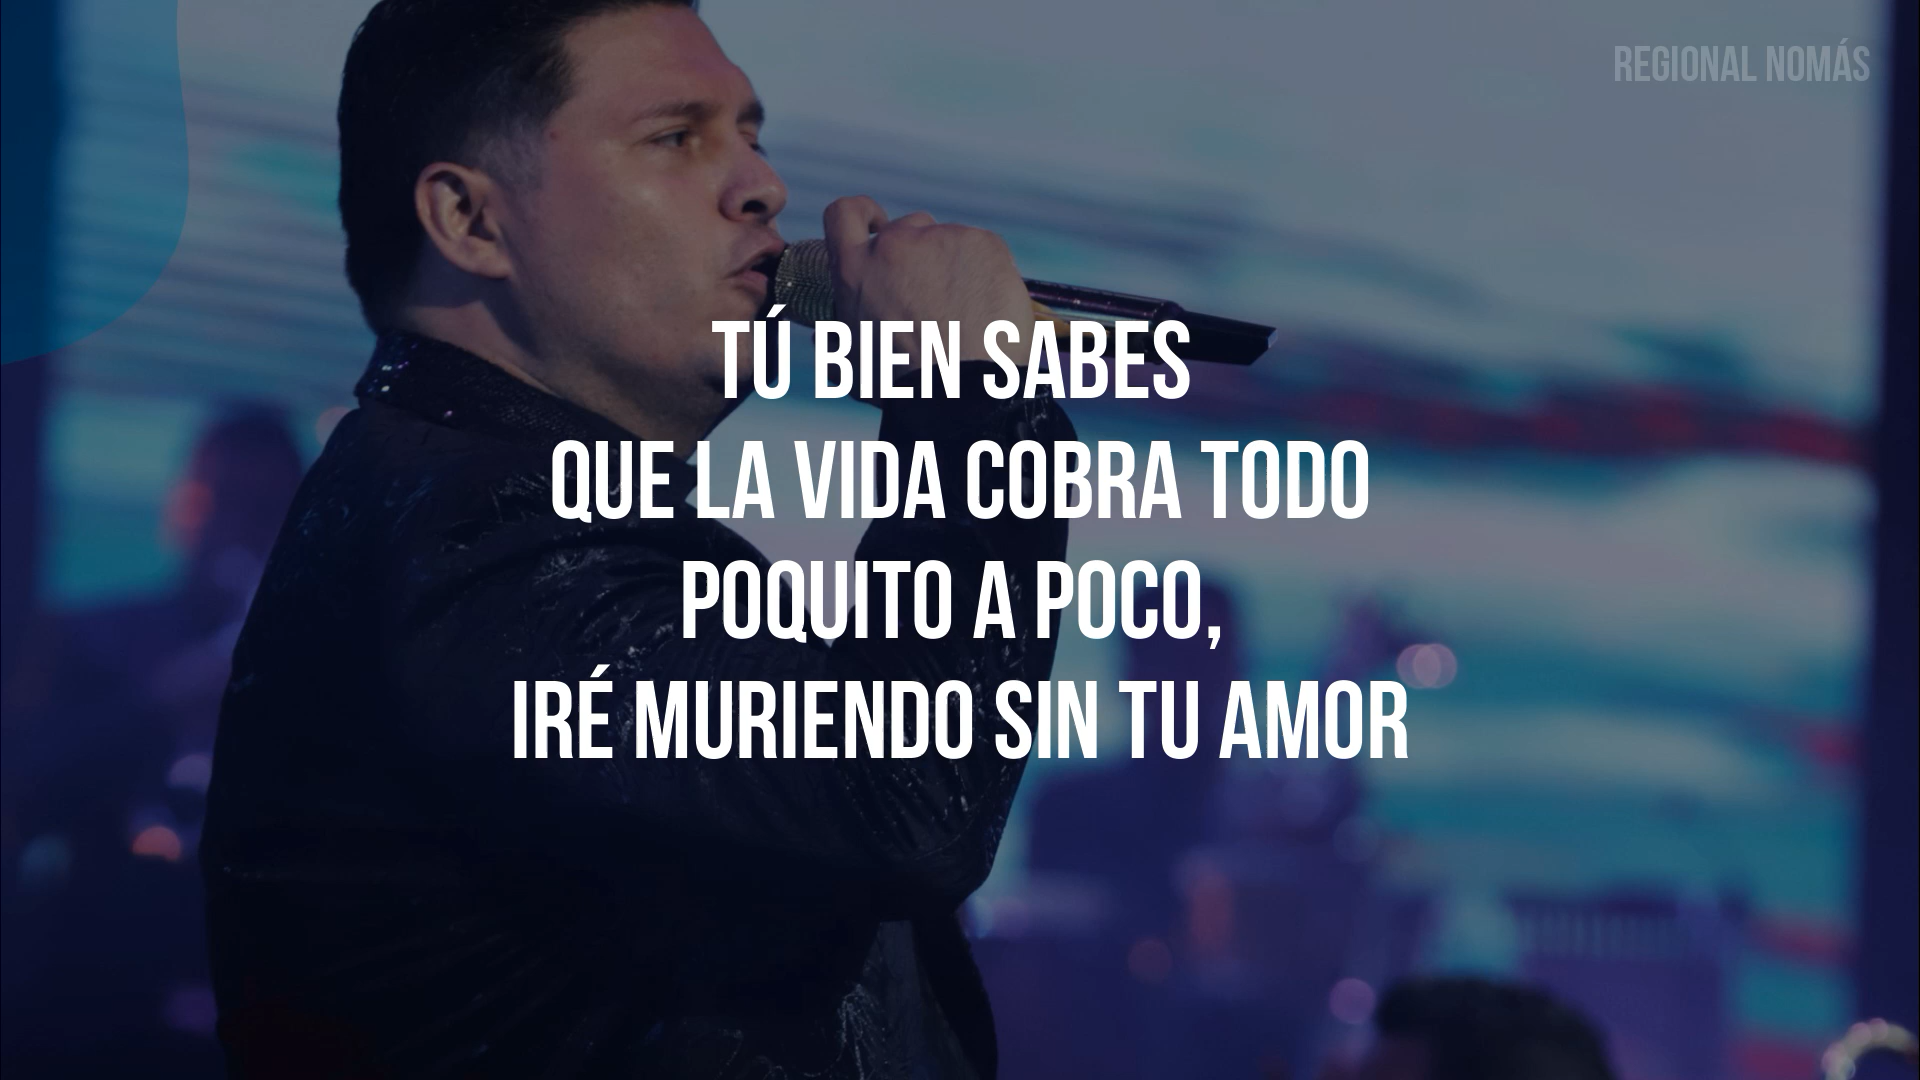 REGIONAL NOMÁS
TÚ BIEN SABES
QUE LA VIDA COBRA TODO
POQUITO A POCO,
IRÉ MURIENDO SIN TU AMOR